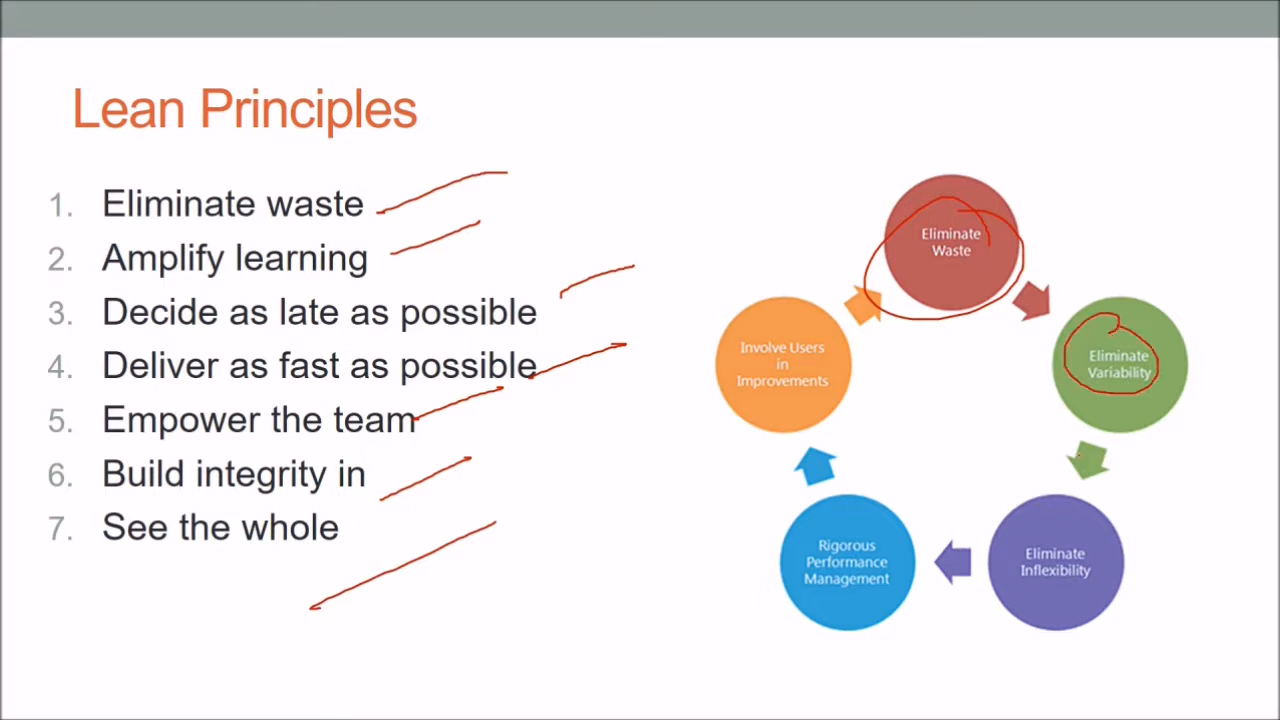 Lean Principles
1. Eliminate waste
2. Amplify learning
3. Decide as late as possible
4. Deliver as fast as possible
5. Empower the team
6. Build integrity in
7. See the whole
Eliminate
Waste
Eliminate
Variability
Eliminate
Inflexibility
Rigorous
Performance
Management
Involve Users
in
Improvements